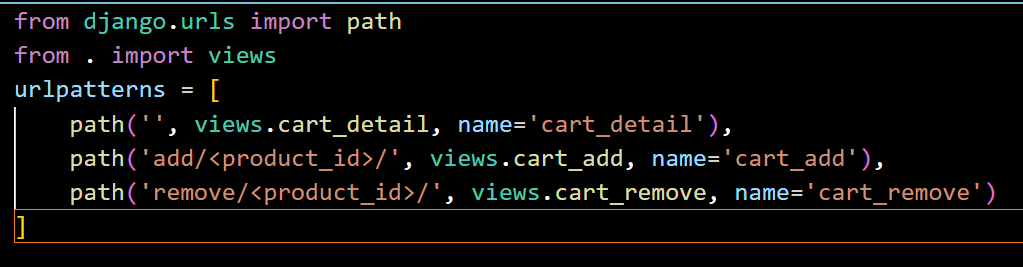 from django.urls import path
from . import views
urlpatterns = [
    path('', views.cart_detail, name='cart_detail'),
    path('add/<product_id>/', views.cart_add, name='cart_add'),
    path('remove/<product_id>/', views.cart_remove, name='cart_remove')
]